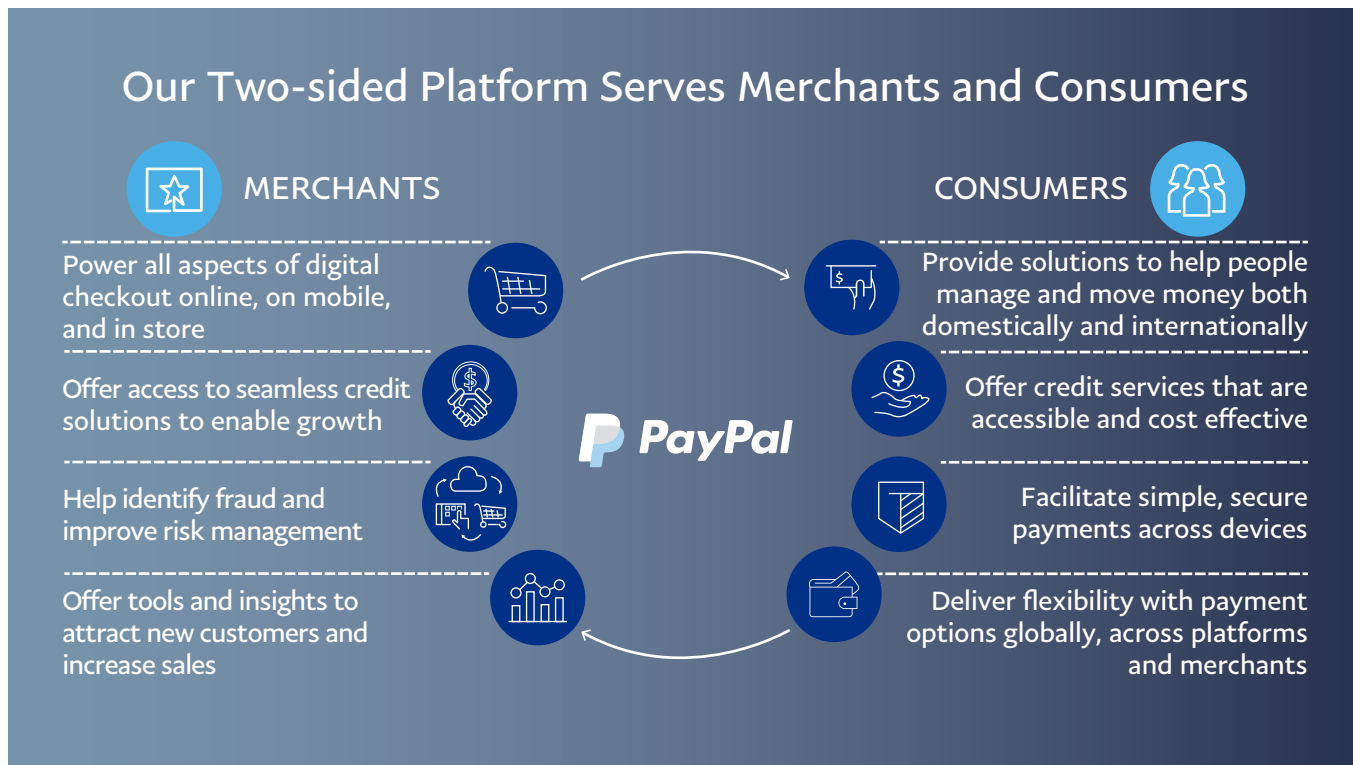 Our Two-sided Platform Serves Merchants and Consumers
MERCHANTS
Power all aspects of digital
checkout online, on mobile,
and in store
Offer access to seamless credit
solutions to enable growth
Help identify fraud and
improve risk management
Offer tools and insights to
attract new customers and
increase sales
PayPal
CONSUMERS
Provide solutions to help people
manage and move money both
domestically and internationally
Offer credit services that are
accessible and cost effective
Facilitate simple, secure
payments across devices
Deliver flexibility with payment
options globally, across platforms
and merchants